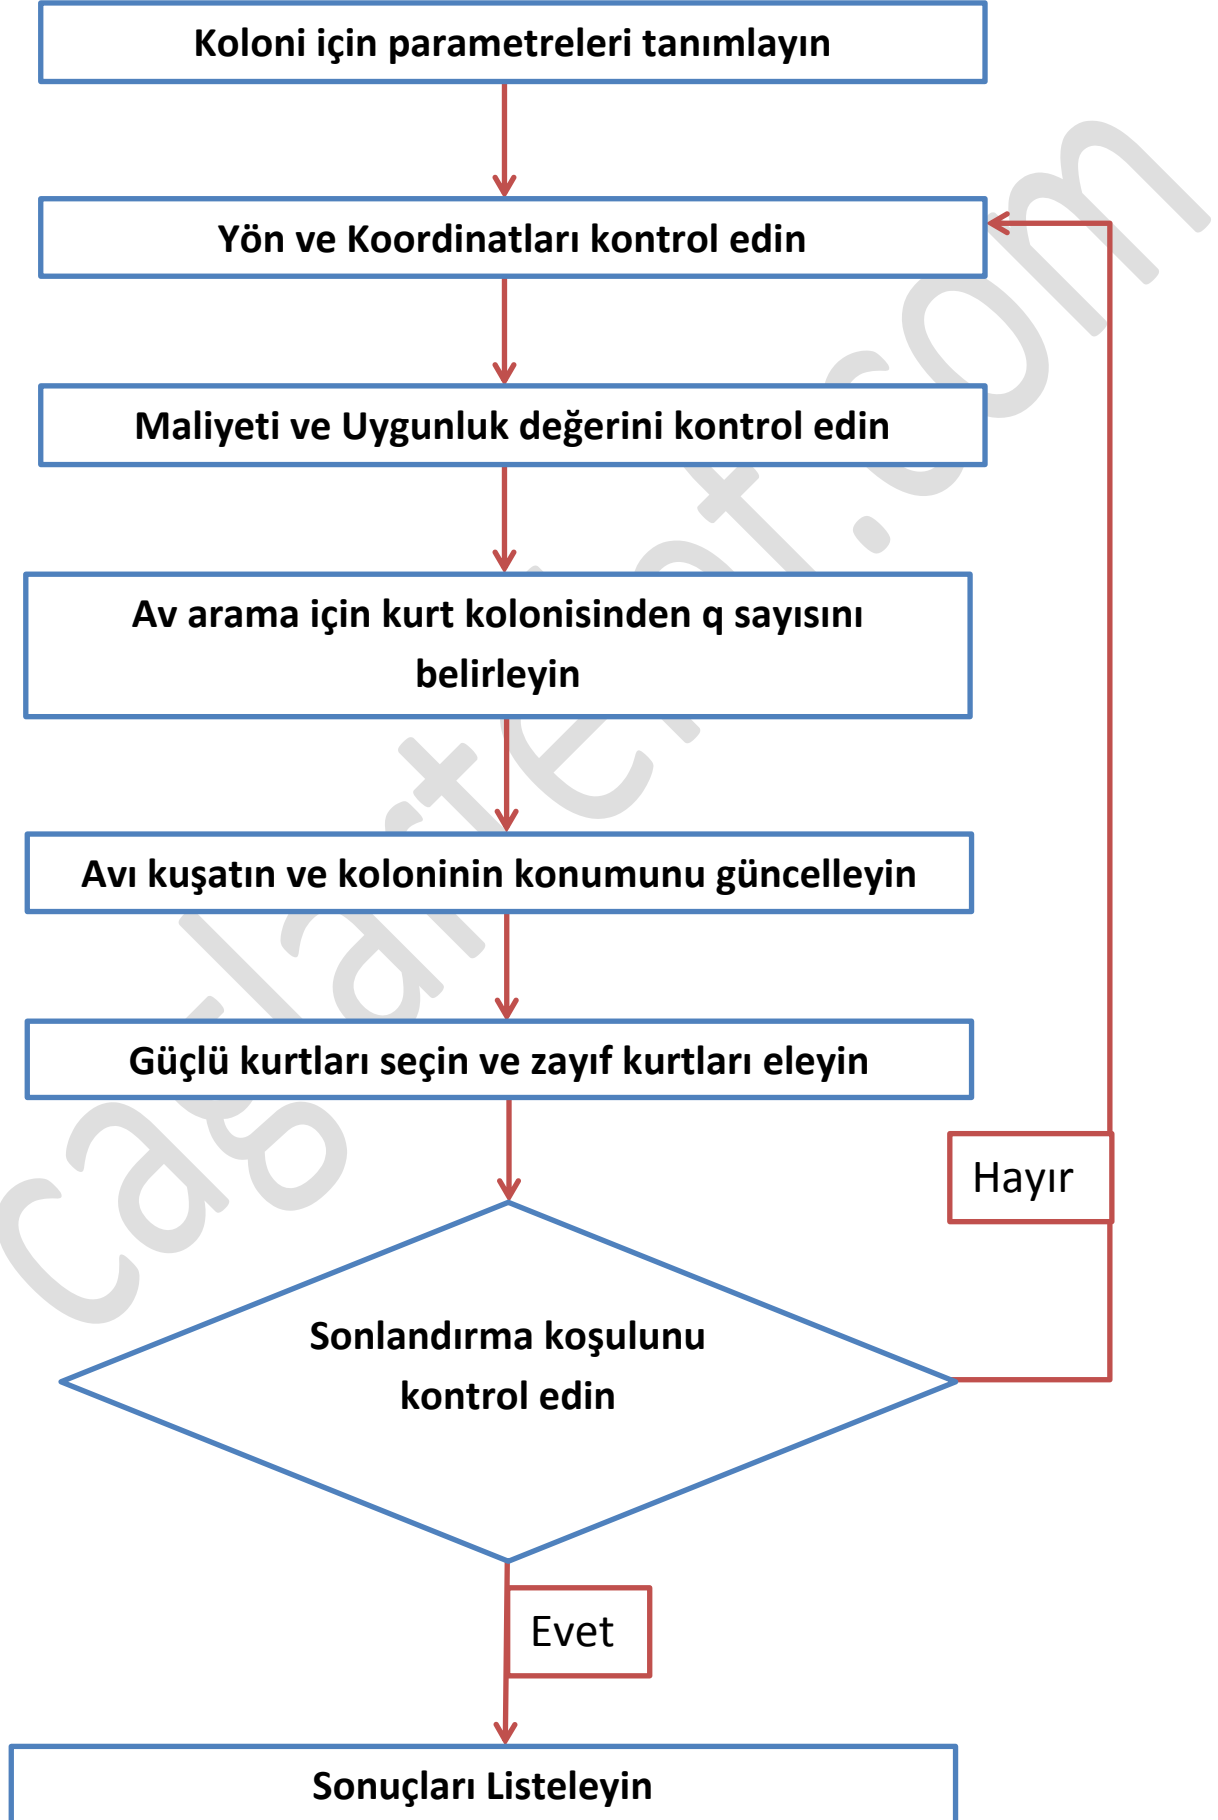 Koloni için parametreleri tanımlayın
Yön ve Koordinatları kontrol edin
Maliyeti ve Uygunluk değerini kontrol edin
Av arama için kurt kolonisinden q sayısını
belirleyin
Avı kuşatın ve koloninin konumunu güncelleyin
Güçlü kurtları seçin ve zayıf kurtları eleyin
Hayır
Sonlandırma koşulunu
kontrol edin
Evet
Sonuçları Listeleyin